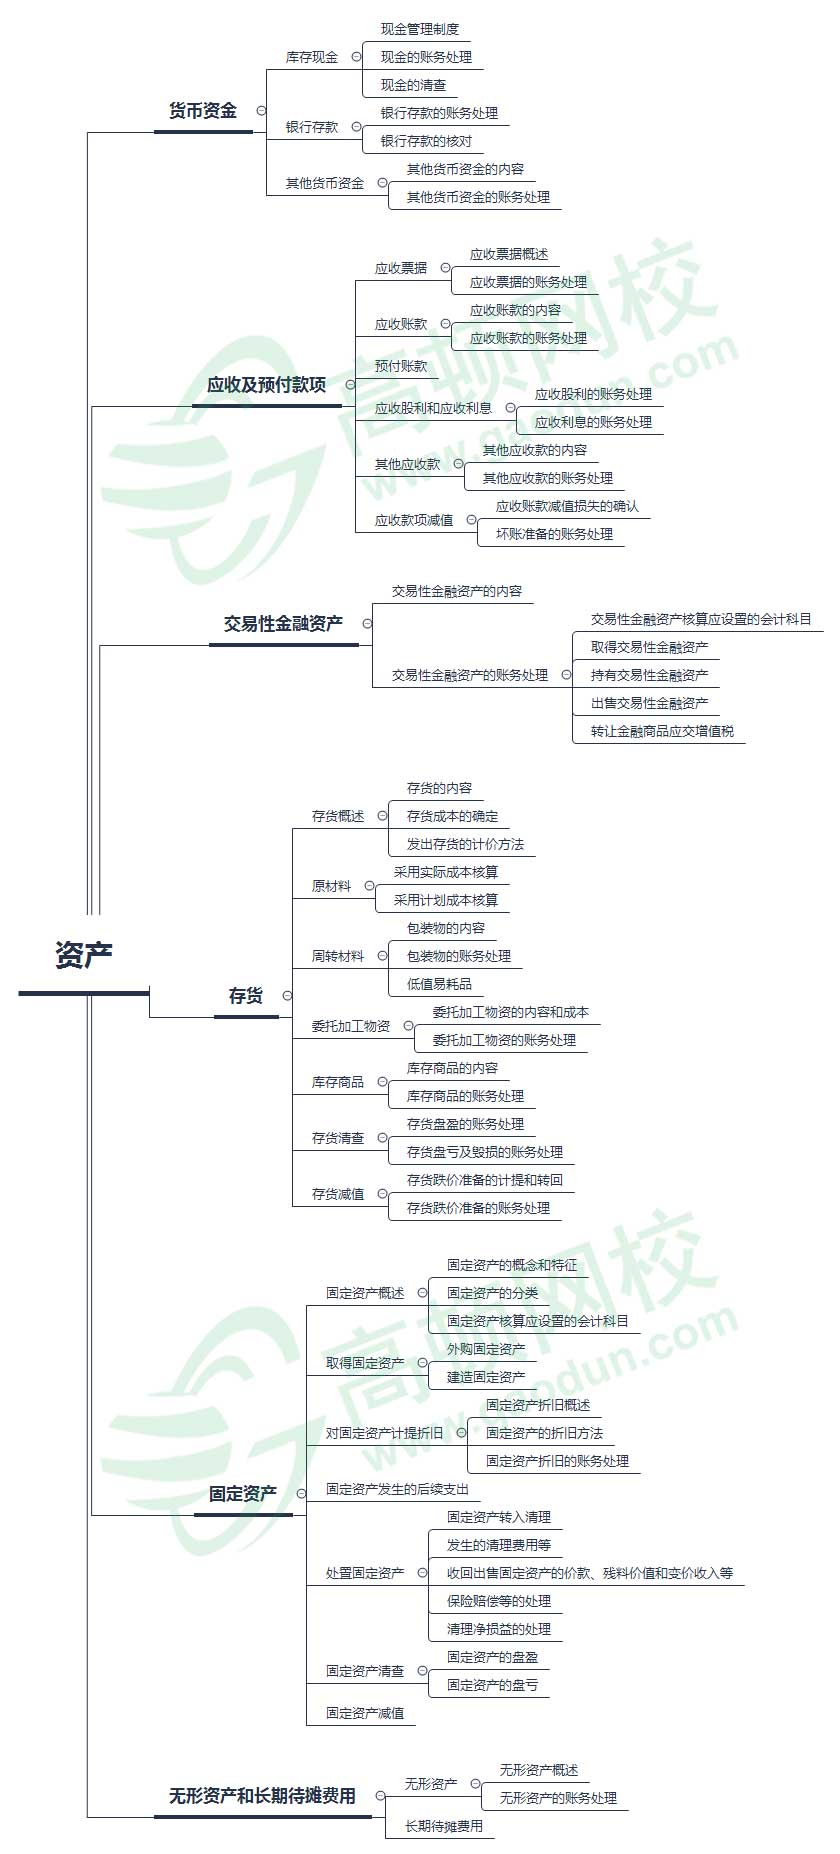 资产
货币资金
库存现金
现金管理制度
现金的账务处理
现金的清查
银行存款
银行存款的账务处理
银行存款的核对
其他货币资金
其他货币资金的内容
其他货币资金的账务处理
应收及预付款项
应收票据
应收票据概述
应收票据的账务处理
应收账款
应收账款的内容
应收账款的账务处理
预付账款
应收股利和应收利息
应收股利的账务处理
应收利息的账务处理
其他应收款
其他应收款的内容
其他应收款的账务处理
应收款项减值
应收账款减值损失的确认
坏账准备的账务处理
交易性金融资产
交易性金融资产的内容
交易性金融资产的账务处理
交易性金融资产核算应设置的会计科目
取得交易性金融资产
持有交易性金融资产
出售交易性金融资产
转让金融商品应交增值税
存货
存货概述
存货的内容
存货成本的确定
发出存货的计价方法
原材料
采用实际成本核算
采用计划成本核算
周转材料
包装物的内容
包装物的账务处理
低值易耗品
委托加工物资
委托加工物资的内容和成本
委托加工物资的账务处理
库存商品
库存商品的内容
库存商品的账务处理
存货清查
存货盘盈的账务处理
存货盘亏及毁损的账务处理
存货减值
存货跌价准备的计提和转回
存货跌价准备的账务处理
固定资产
固定资产概述
固定资产的概念和特征
固定资产的分类
固定资产核算应设置的会计科目
取得固定资产
外购固定资产
建造固定资产
对固定资产计提折旧
固定资产折旧概述
固定资产的折旧方法
固定资产折旧的账务处理
固定资产发生的后续支出
处置固定资产
固定资产转入清理
发生的清理费用等
收回出售固定资产的价款、残料价值和变价收入等
保险赔偿等的处理
清理净损益的处理
固定资产清查
固定资产的盘盈
固定资产的盘亏
固定资产减值
无形资产和长期待摊费用
无形资产
无形资产概述
无形资产的账务处理
长期待摊费用
高顿网校
www.gaodun.com
高顿网校
www.gaodun.com